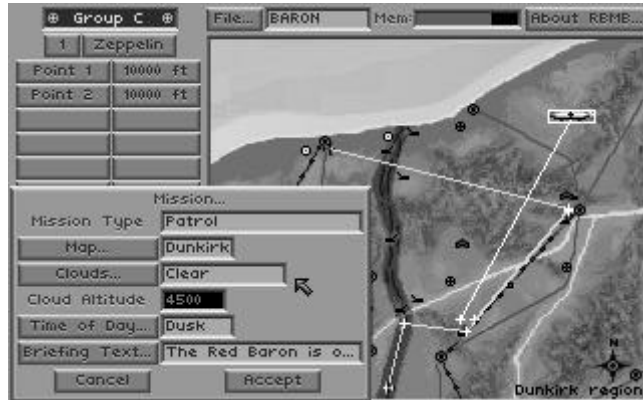 Group C
File... BARON Mem: About RBMB...
1 Zeppelin
Point 1 10000 ft
Point 2 10000 ft
Mission...
Mission Type Patrol
Map... Dunkirk
Clouds... Clear
Cloud Altitude 4500
Time of Day... Dusk
Briefing Text... The Red Baron is o...
Cancel Accept
N
Dunkirk region